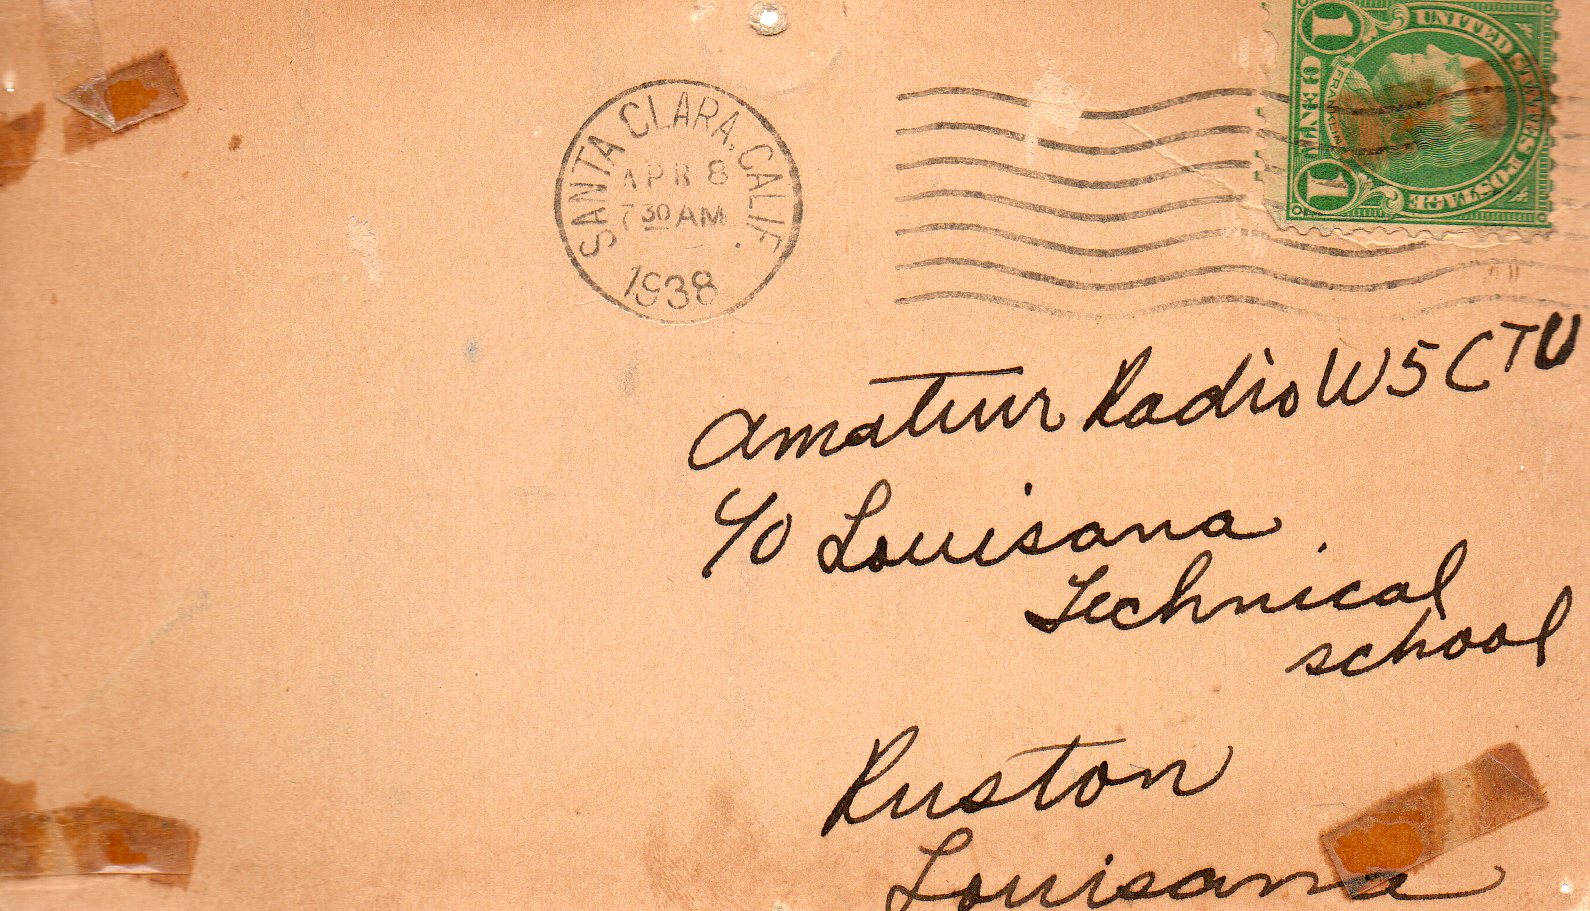 SANTA CLARA, CALIF.
APR 8
7 30 AM
1938
UNITED STATES POSTAGE
FRANKLIN
1 CENT 1
Amateur Radio W5CTU
c/o Louisana
Technical
school
Ruston
Louisana